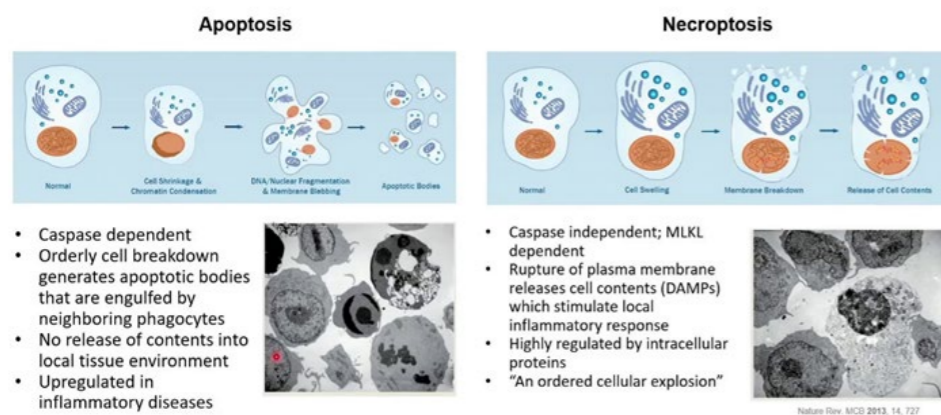 Apoptosis
Normal
Cell Shrinkage &
Chromatin Condensation
DNA/Nuclear Fragmentation
& Membrane Blebbing
Apoptotic Bodies
• Caspase dependent
• Orderly cell breakdown
generates apoptotic bodies
that are engulfed by
neighboring phagocytes
• No release of contents into
local tissue environment
• Upregulated in
inflammatory diseases
Necroptosis
Normal
Cell Swelling
Membrane Breakdown
Release of Cell Contents
• Caspase independent; MLKL
dependent
• Rupture of plasma membrane
releases cell contents (DAMPs)
which stimulate local
inflammatory response
• Highly regulated by intracellular
proteins
• “An ordered cellular explosion”
Nature Rev. MCB 2013, 14, 727